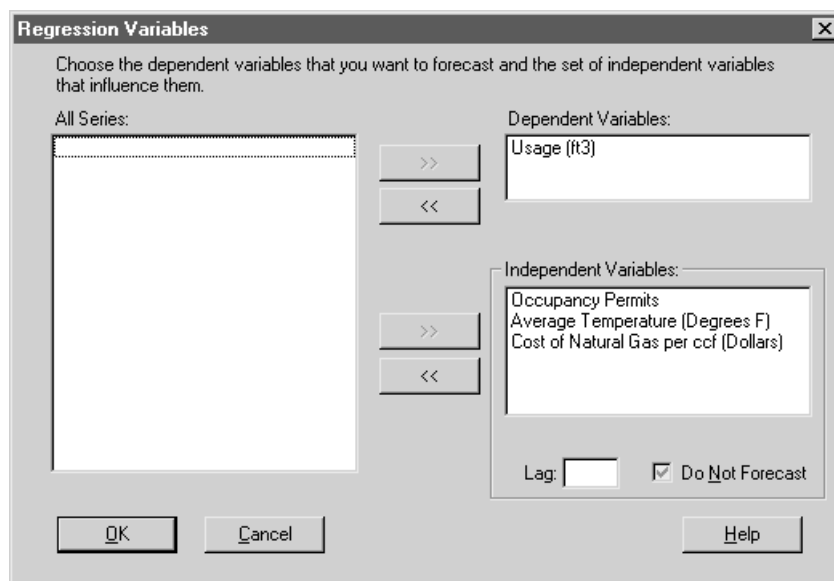 Regression Variables
Choose the dependent variables that you want to forecast and the set of independent variables
that influence them.
All Series:
Dependent Variables:
>>
Usage (ft3)
<<
Independent Variables:
Occupancy Permits
Average Temperature (Degrees F)
>>
Cost of Natural Gas per ccf (Dollars)
<<
Lag:
Do Not Forecast
OK
Cancel
Help